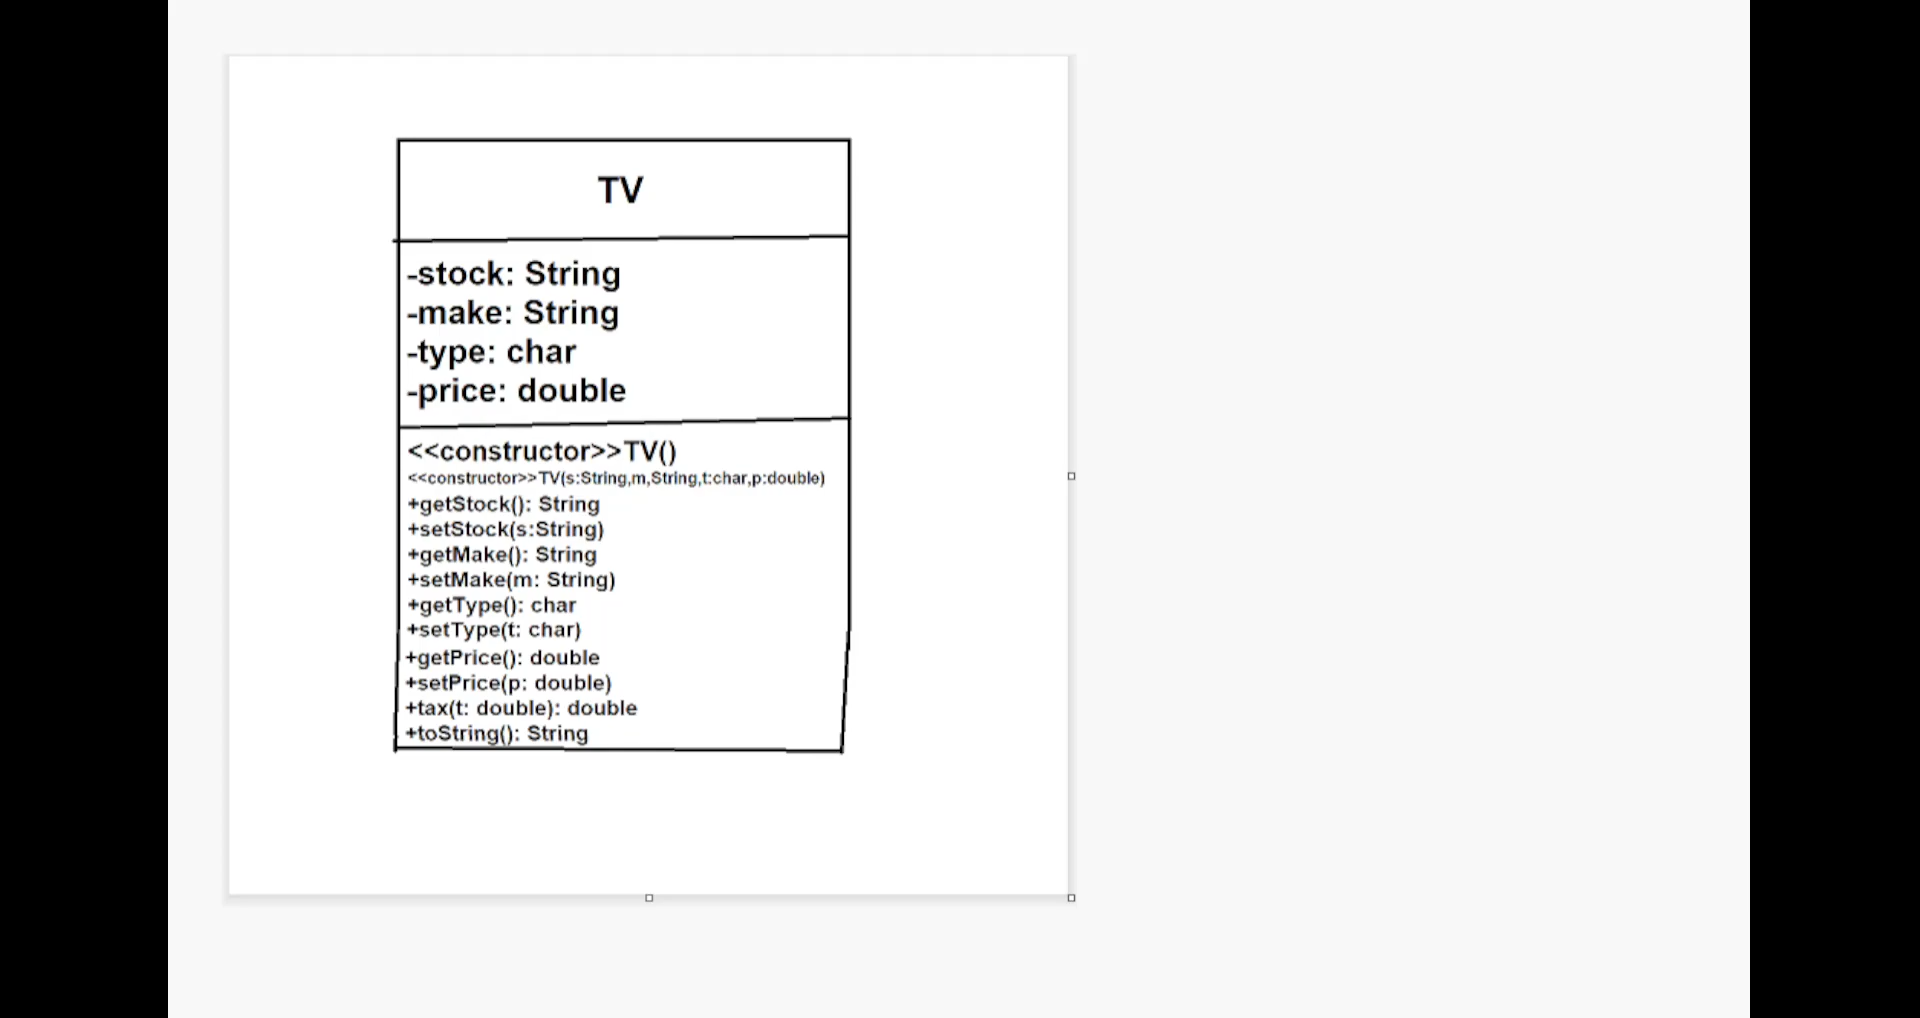 TV
-stock: String
-make: String
-type: char
-price: double
<<constructor>>TV()
<<constructor>>TV(s:String,m,String,t:char,p:double)
+getStock(): String
+setStock(s:String)
+getMake(): String
+setMake(m: String)
+getType(): char
+setType(t: char)
+getPrice(): double
+setPrice(p: double)
+tax(t: double): double
+toString(): String